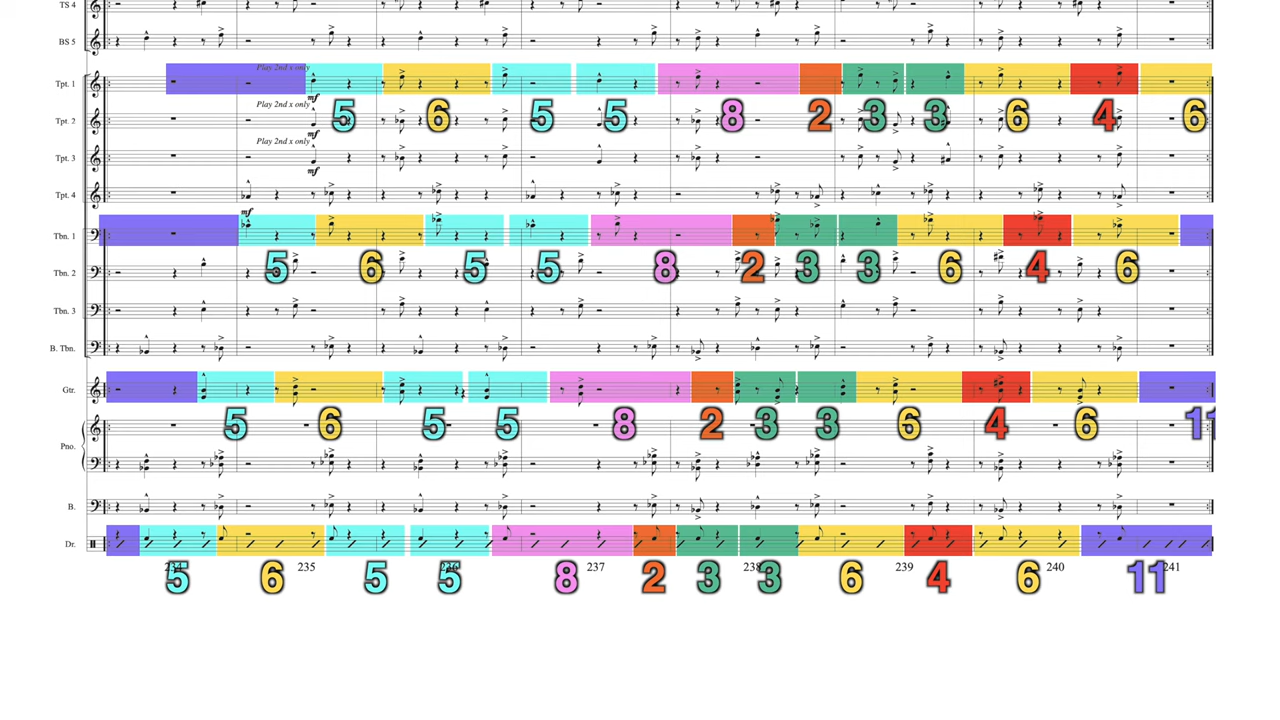 TS 4
BS 5
Play 2nd x only
Tpt. 1
mf
5 6 5 5 8 2 3 3 6 4 6
Play 2nd x only
Tpt. 2
mf
Play 2nd x only
Tpt. 3
mf
Tpt. 4
mf
Tbn. 1
5 6 5 5 8 2 3 3 6 4 6
Tbn. 2
Tbn. 3
B. Tbn.
Gtr.
5 6 5 5 8 2 3 3 6 4 6 11
Pno.
B.
Dr.
234 235 236 237 238 239 240 241
5 6 5 5 8 2 3 3 6 4 6 11